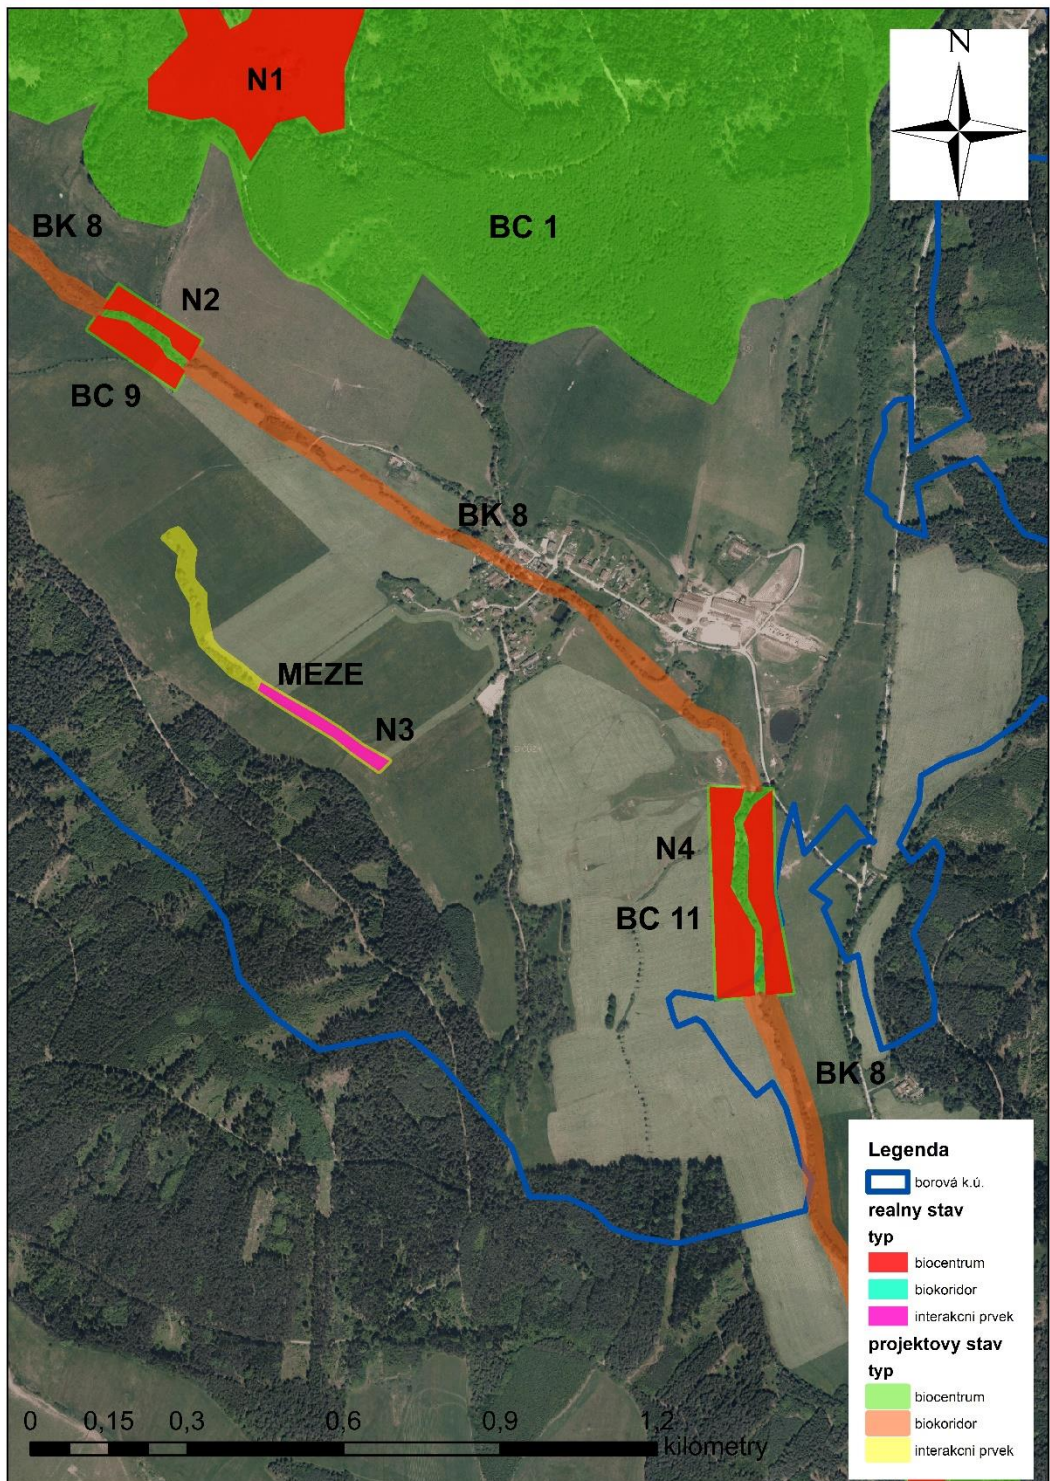 N
N1
BC 1
BK 8
N2
BC 9
BK 8
MEZE
N3
N4
BC 11
BK 8
Legenda
borová k.ú.
realny stav
typ
biocentrum
biokoridor
interakcni prvek
projektovy stav
typ
biocentrum
biokoridor
interakcni prvek
0 0,15 0,3 0,6 0,9 1,2
kilometry